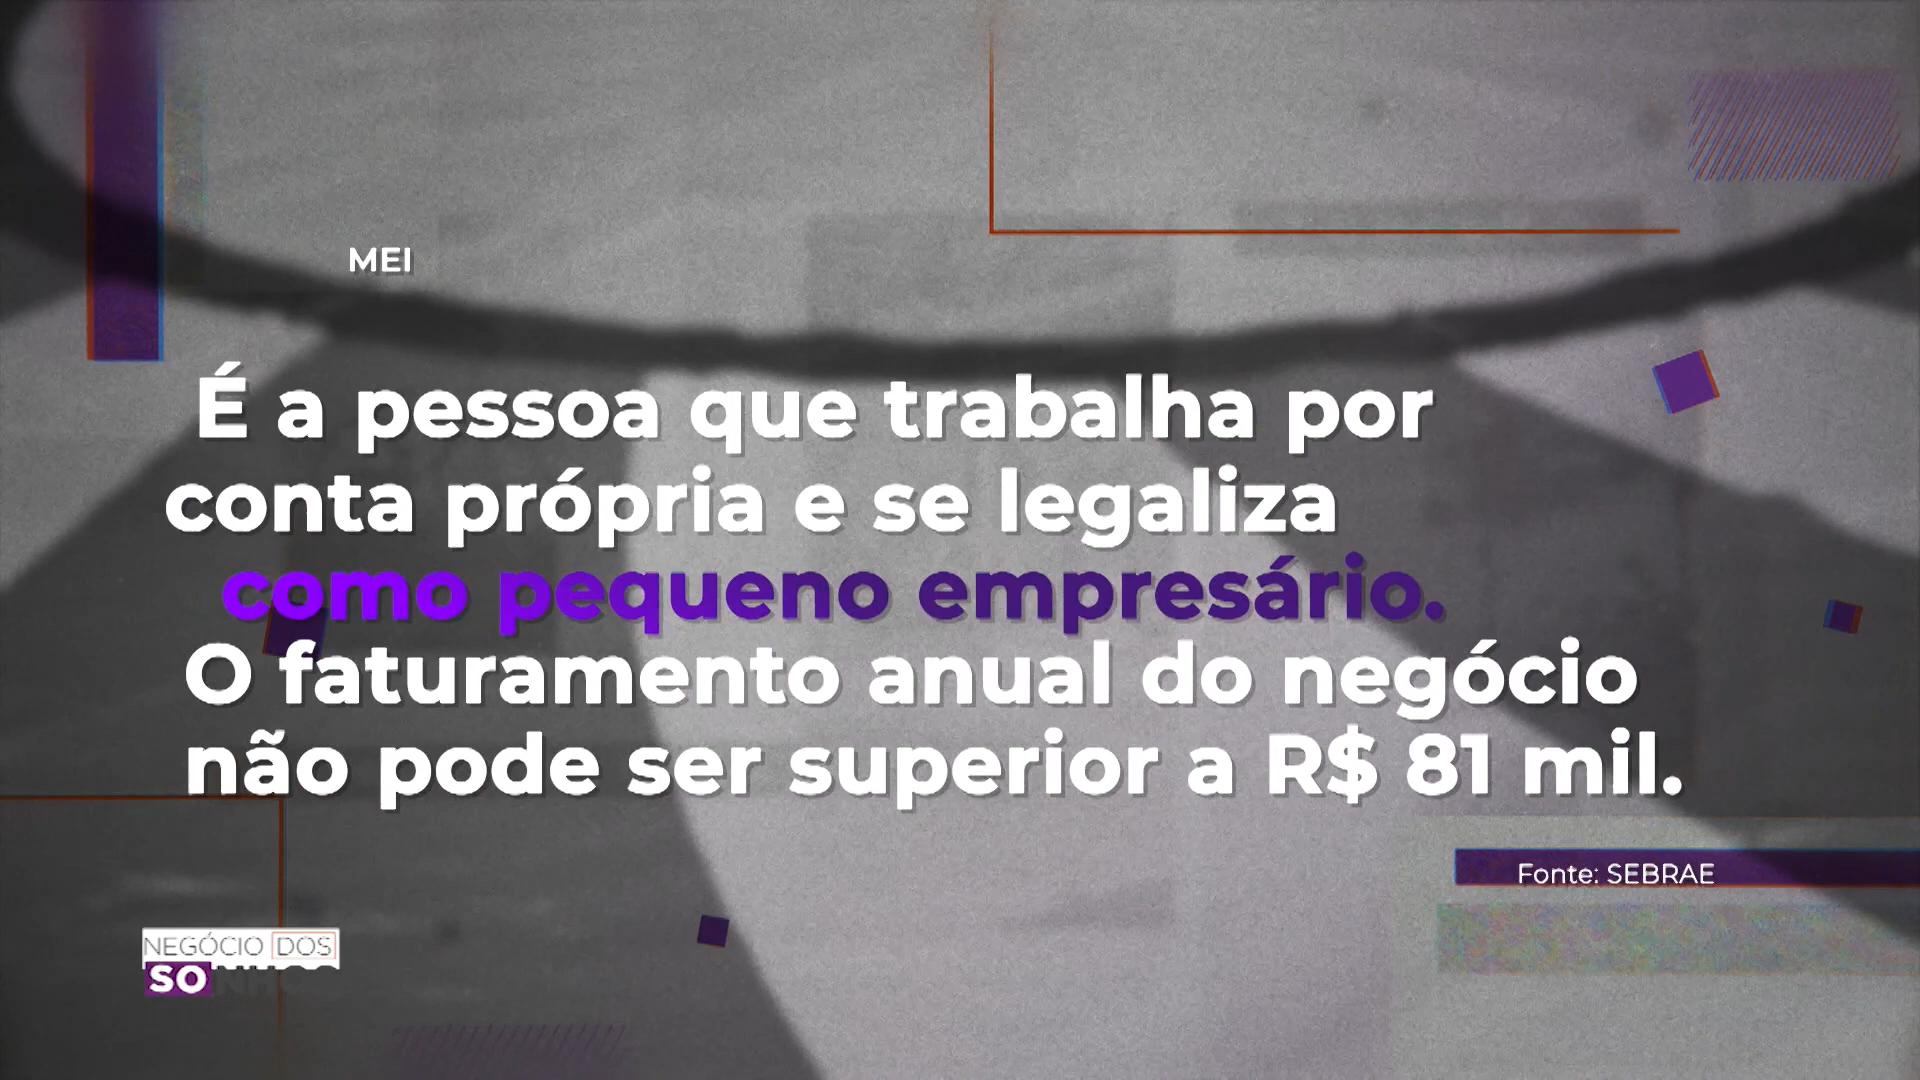 MEI
É a pessoa que trabalha por
conta própria e se legaliza
como pequeno empresário.
O faturamento anual do negócio
não pode ser superior a R$ 81 mil.
Fonte: SEBRAE
NEGÓCIO DOS
SO